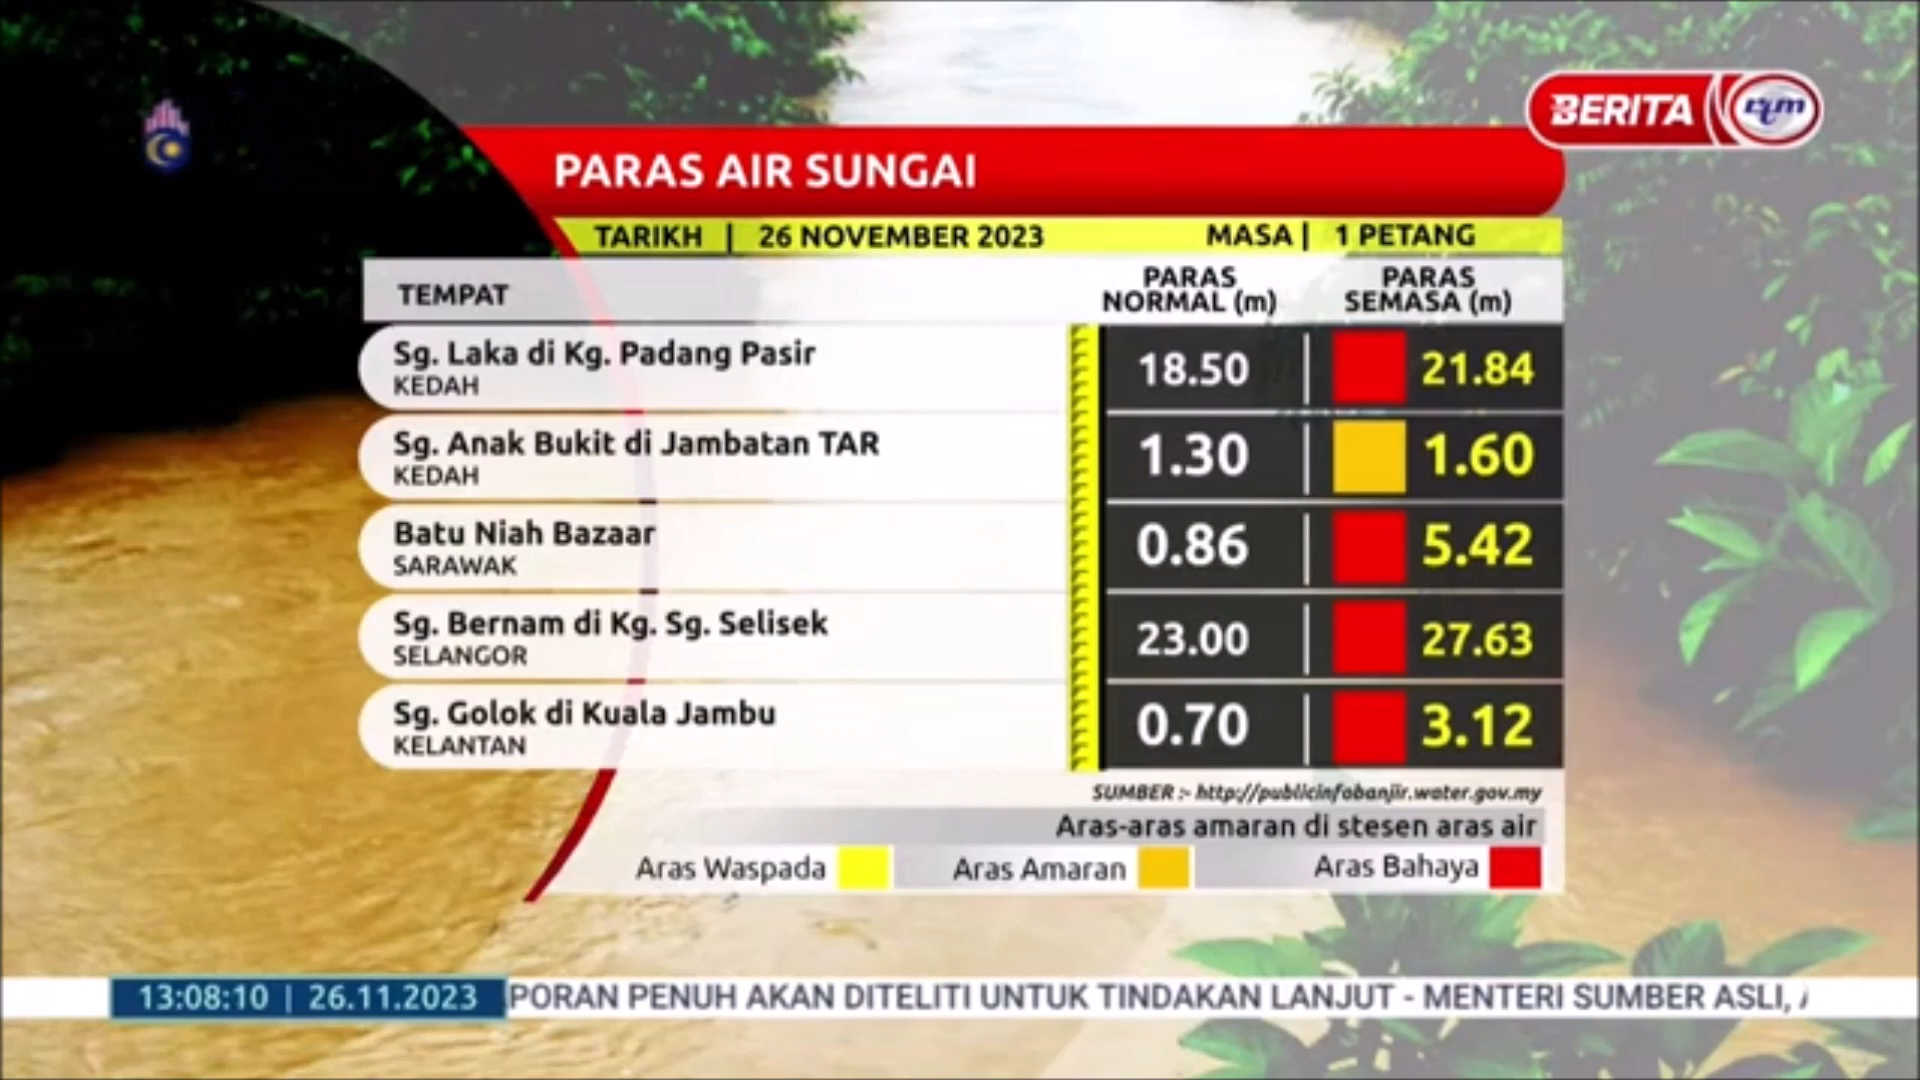 BERITA rtm
PARAS AIR SUNGAI
TARIKH | 26 NOVEMBER 2023 MASA | 1 PETANG
TEMPAT
PARAS NORMAL (m)
PARAS SEMASA (m)
Sg. Laka di Kg. Padang Pasir
KEDAH
18.50 21.84
Sg. Anak Bukit di Jambatan TAR
KEDAH
1.30 1.60
Batu Niah Bazaar
SARAWAK
0.86 5.42
Sg. Bernam di Kg. Sg. Selisek
SELANGOR
23.00 27.63
Sg. Golok di Kuala Jambu
KELANTAN
0.70 3.12
SUMBER :- http://publicinfobanjir.water.gov.my
Aras-aras amaran di stesen aras air
Aras Waspada Aras Amaran Aras Bahaya
13:08:10 | 26.11.2023 PORAN PENUH AKAN DITELITI UNTUK TINDAKAN LANJUT - MENTERI SUMBER ASLI,